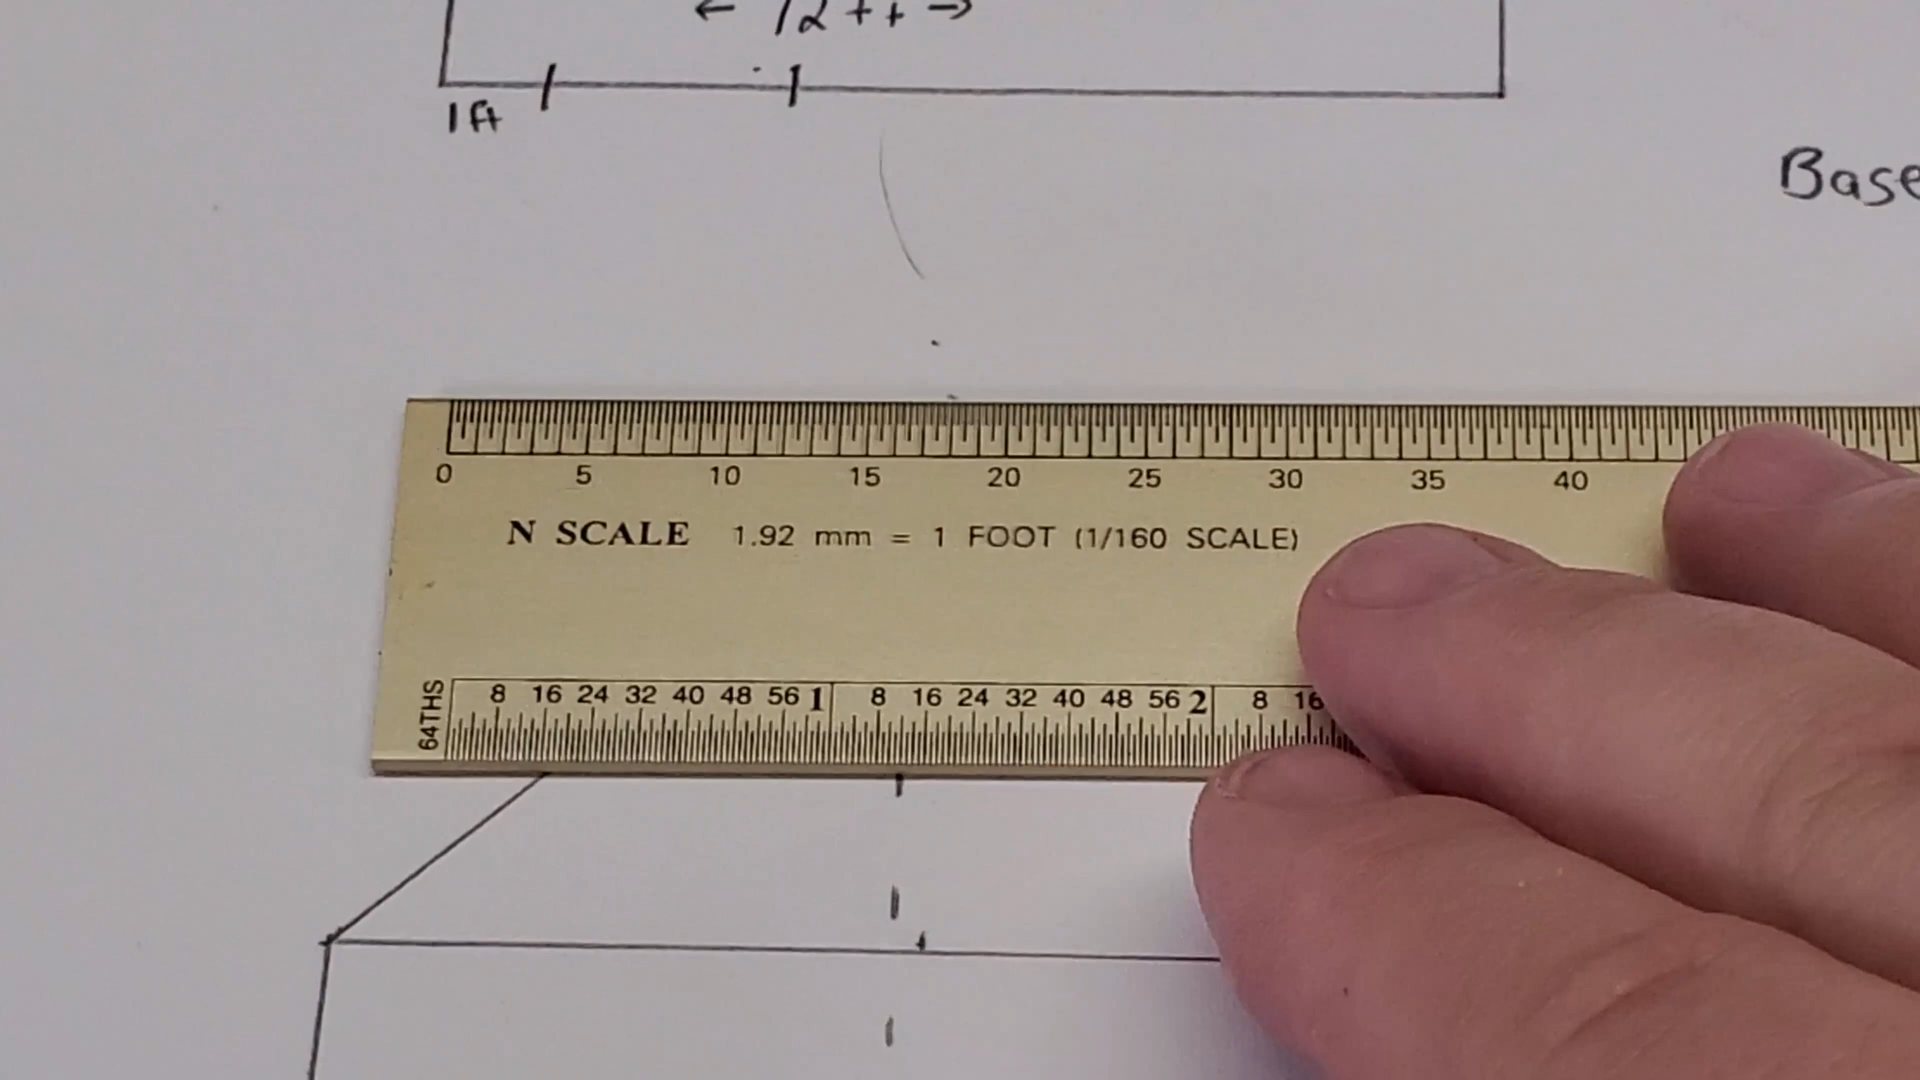 ← 12 ft →
1ft
Base
0 5 10 15 20 25 30 35 40
N SCALE 1.92 mm = 1 FOOT (1/160 SCALE)
64THS 8 16 24 32 40 48 56 1 8 16 24 32 40 48 56 2 8 16